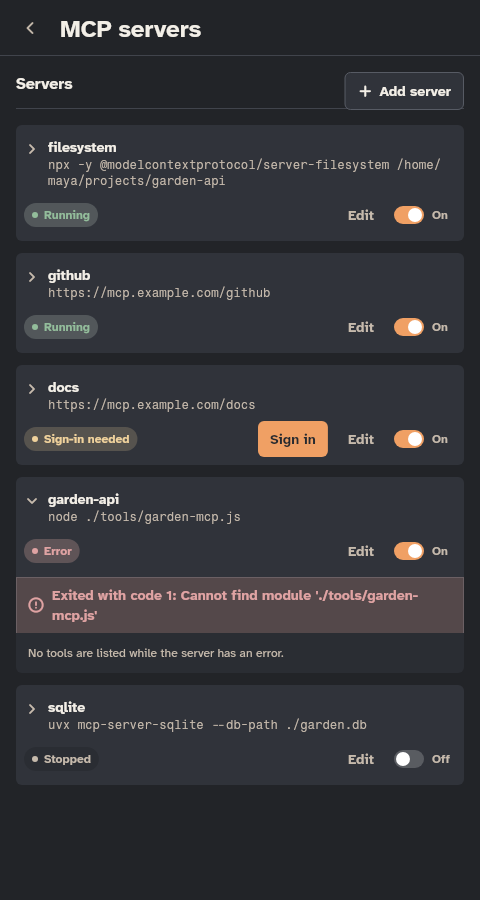 MCP servers
Servers
Add server
filesystem
npx -y @modelcontextprotocol/server-filesystem /home/
maya/projects/garden-api
Running
Edit
On
github
https://mcp.example.com/github
Running
Edit
On
docs
https://mcp.example.com/docs
Sign-in needed
Sign in
Edit
On
garden-api
node ./tools/garden-mcp.js
Error
Edit
On
Exited with code 1: Cannot find module './tools/garden-
mcp.js'
No tools are listed while the server has an error.
sqlite
uvx mcp-server-sqlite --db-path ./garden.db
Stopped
Edit
Off